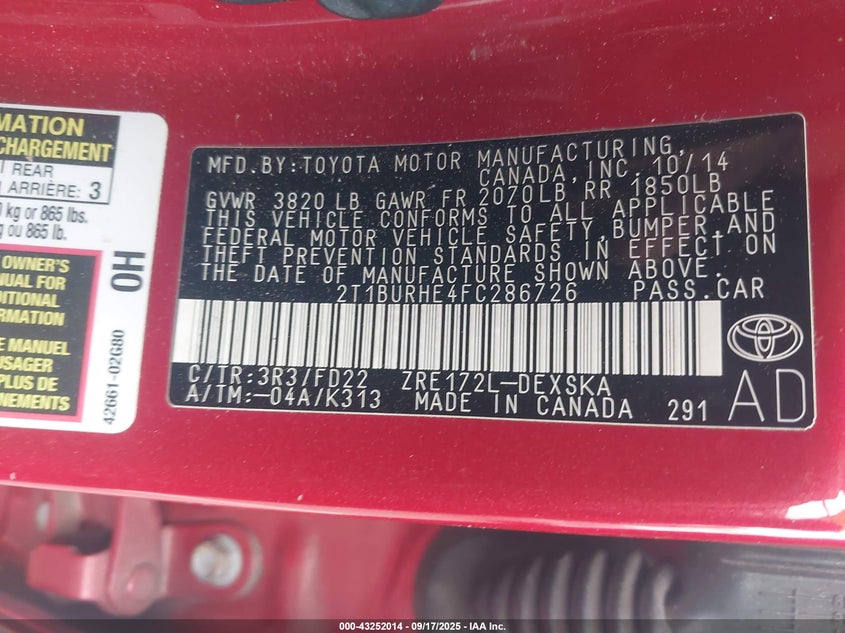 MATION
CHARGEMENT
REAR
ARRIÈRE: 3
kg or 865 lbs.
ou 865 lb.
OWNER'S
MANUAL FOR
DITIONAL
ORMATION
E MANUEL
USAGER
PLUS DE
GNEMENTS
OH
42661-02G80
MFD.BY:TOYOTA MOTOR MANUFACTURING,
CANADA,INC.10/14
GVWR 3820 LB GAWR FR 2070LB RR 1850LB
THIS VEHICLE CONFORMS TO ALL APPLICABLE
FEDERAL MOTOR VEHICLE SAFETY,BUMPER,AND
THEFT PREVENTION STANDARDS IN EFFECT ON
THE DATE OF MANUFACTURE SHOWN ABOVE.
2T1BURHE4FC286726 PASS.CAR
C/TR:3R3/FD22 ZRE172L-DEXSKA
A/TM:-04A/K313 MADE IN CANADA 291
AD
000-43252014 - 09/17/2025 - IAA Inc.